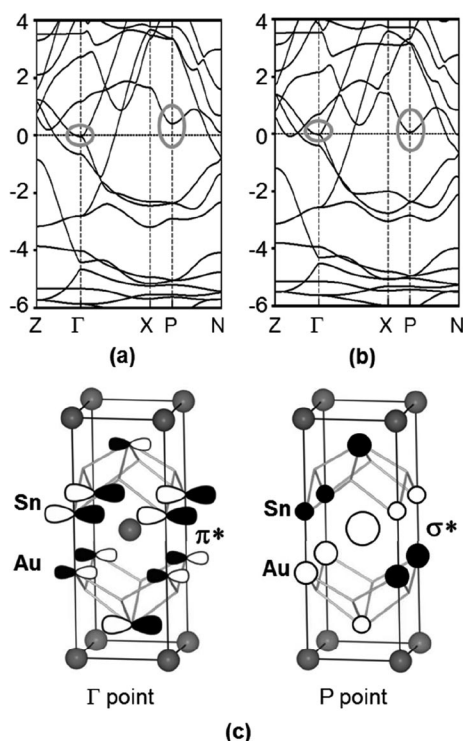 4
2
0
-2
-4
-6
Z Γ X P N
(a)
4
2
0
-2
-4
-6
Z Γ X P N
(b)
Sn
Au
π*
Γ point
Sn
Au
σ*
P point
(c)